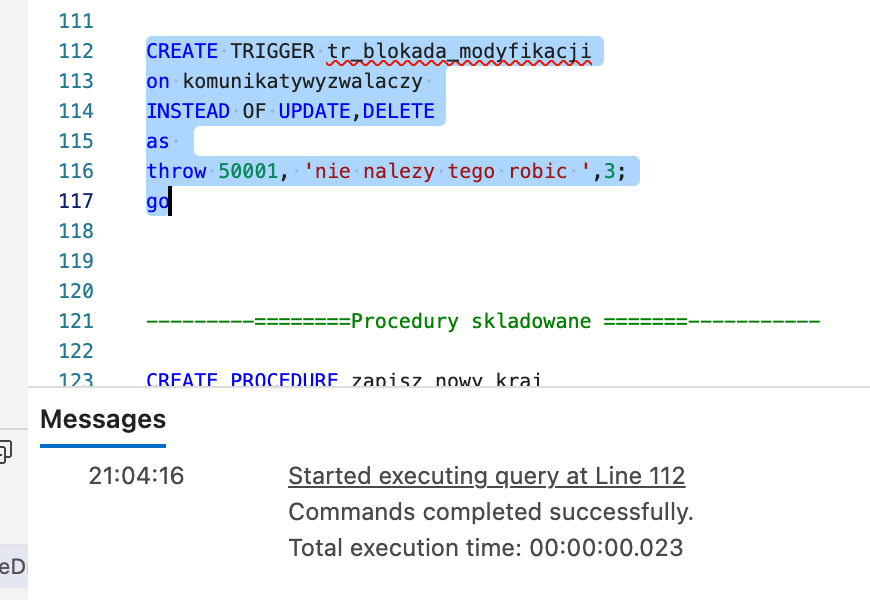 111
112 CREATE TRIGGER tr_blokada_modyfikacji
113 on komunikatywyzwalaczy
114 INSTEAD OF UPDATE,DELETE
115 as
116 throw 50001, 'nie nalezy tego robic ',3;
117 go
118
119
120
121 ---------========Procedury skladowane =======-----------
122
123 CREATE PROCEDURE zapisz_nowy_kraj
Messages
21:04:16 Started executing query at Line 112
Commands completed successfully.
Total execution time: 00:00:00.023
eD